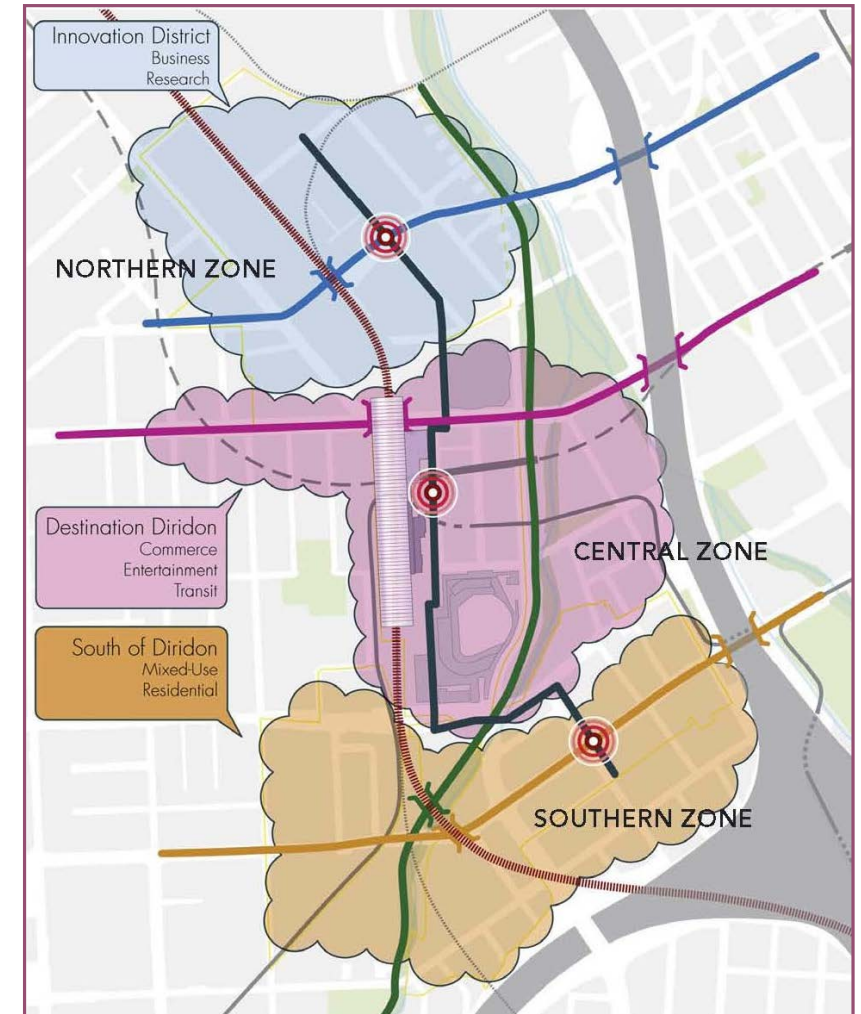 Innovation District
Business
Research
NORTHERN ZONE
Destination Diridon
Commerce
Entertainment
Transit
CENTRAL ZONE
South of Diridon
Mixed-Use
Residential
SOUTHERN ZONE